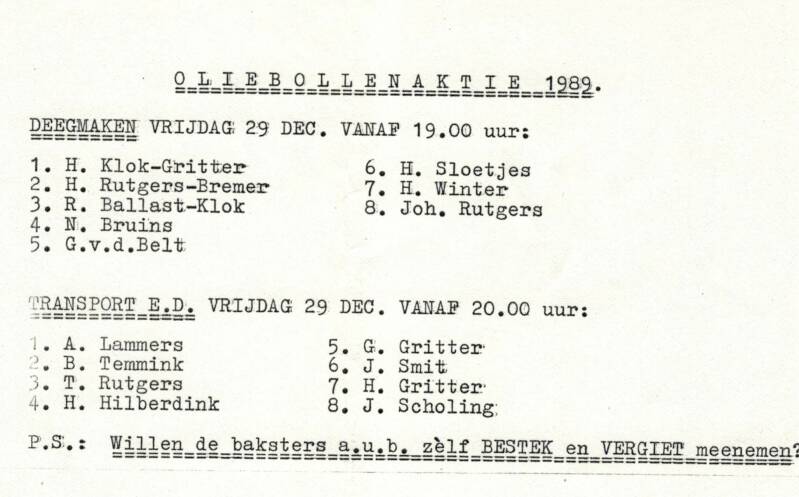 O L I E B O L L E N A K T I E 1989.
DEEGMAKEN VRIJDAG 29 DEC. VANAF 19.00 uur:
1. H. Klok-Gritter 6. H. Sloetjes
2. H. Rutgers-Bremer 7. H. Winter
3. R. Ballast-Klok 8. Joh. Rutgers
4. N. Bruins
5. G.v.d.Belt
TRANSPORT E.D. VRIJDAG 29 DEC. VANAF 20.00 uur:
1. A. Lammers 5. G. Gritter
2. B. Temmink 6. J. Smit
3. T. Rutgers 7. H. Gritter
4. H. Hilberdink 8. J. Scholing
P.S.: Willen de baksters a.u.b. zèlf BESTEK en VERGIET meenemen?